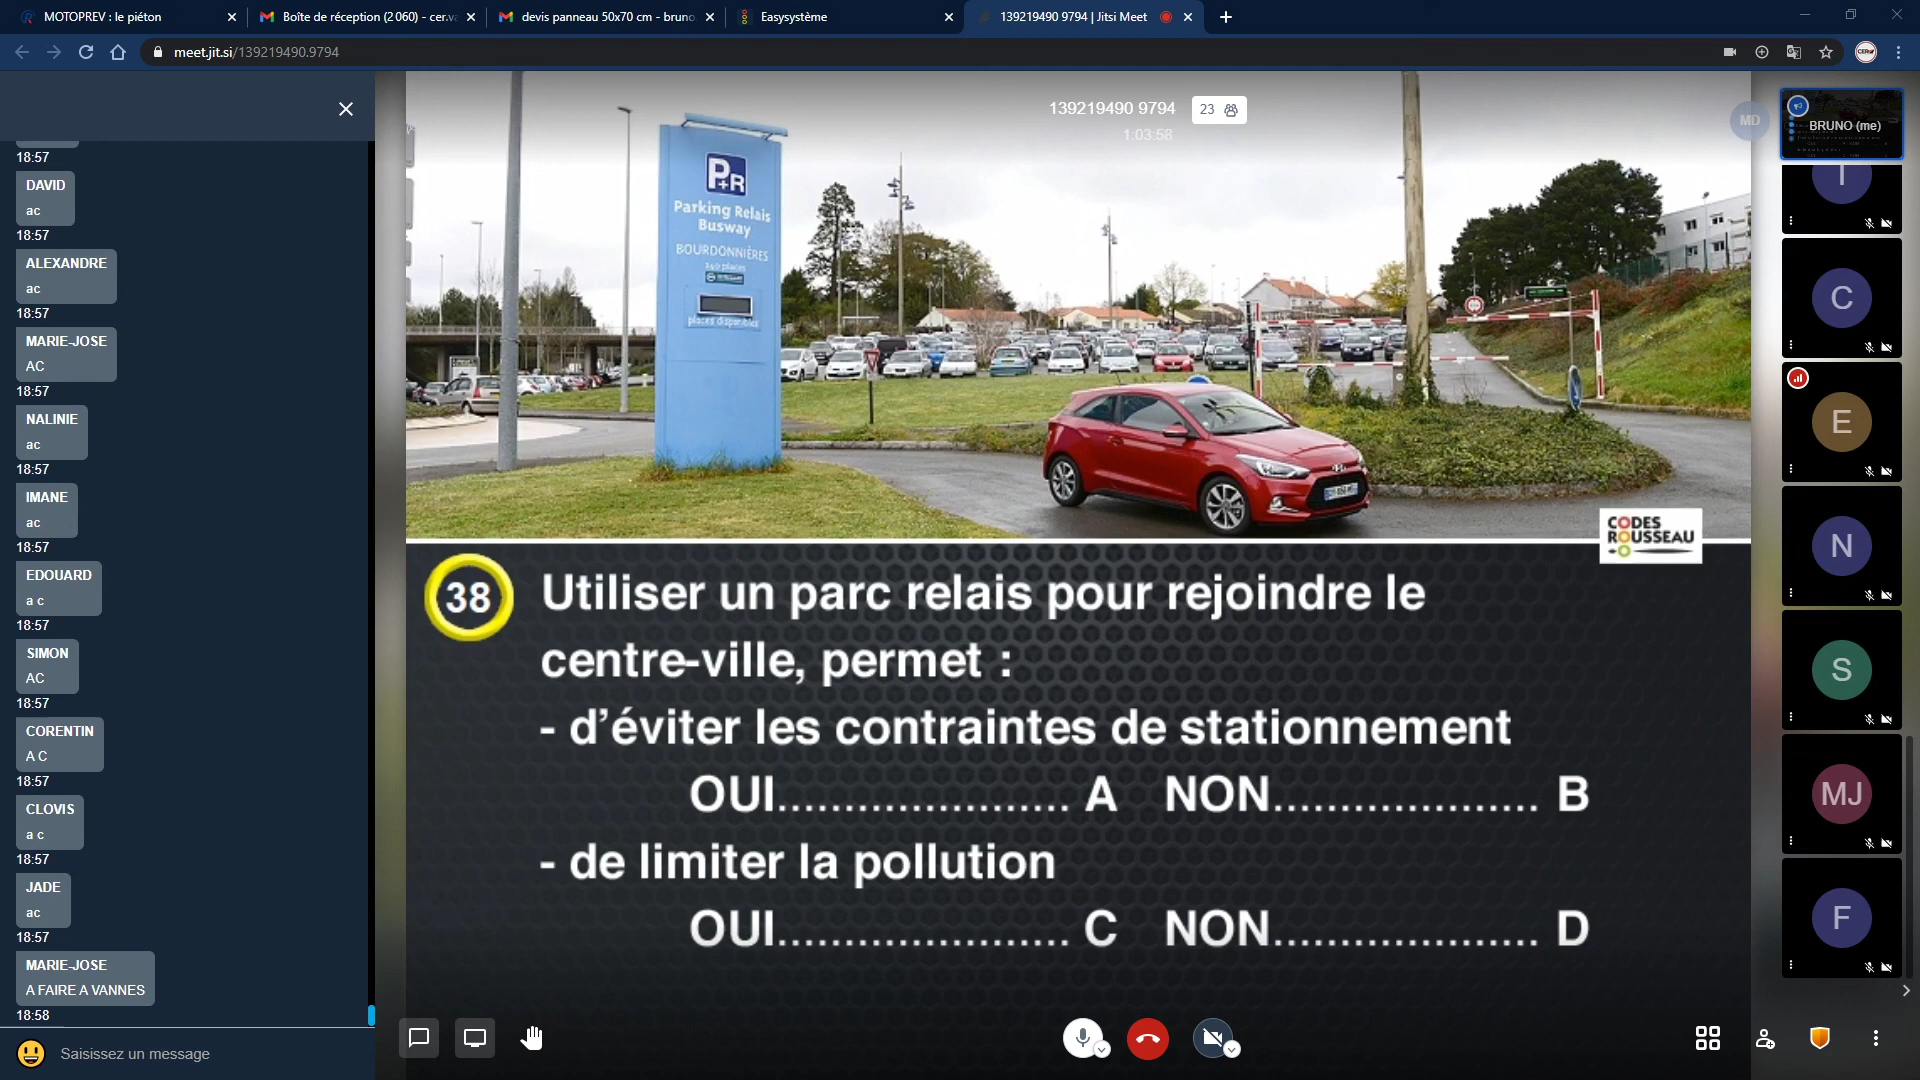 MOTOPREV : le piéton
Boîte de réception (2 060) - cer.va
devis panneau 50x70 cm - bruno.
Easysystème
139219490 9794 | Jitsi Meet
meet.jit.si/139219490.9794
18:57
DAVID
ac
18:57
ALEXANDRE
ac
18:57
MARIE-JOSE
AC
18:57
NALINIE
ac
18:57
IMANE
ac
18:57
EDOUARD
a c
18:57
SIMON
AC
18:57
CORENTIN
A C
18:57
CLOVIS
a c
18:57
JADE
ac
18:57
MARIE-JOSE
A FAIRE A VANNES
18:58
Saisissez un message
139219490 9794
23
1:03:58
P+R
Parking Relais
Busway
BOURDONNIÈRES
places disponibles
CODES
ROUSSEAU
38
Utiliser un parc relais pour rejoindre le
centre-ville, permet :
- d’éviter les contraintes de stationnement
OUI...................... A NON.................... B
- de limiter la pollution
OUI...................... C NON.................... D
MD
BRUNO (me)
I
C
E
N
S
MJ
F